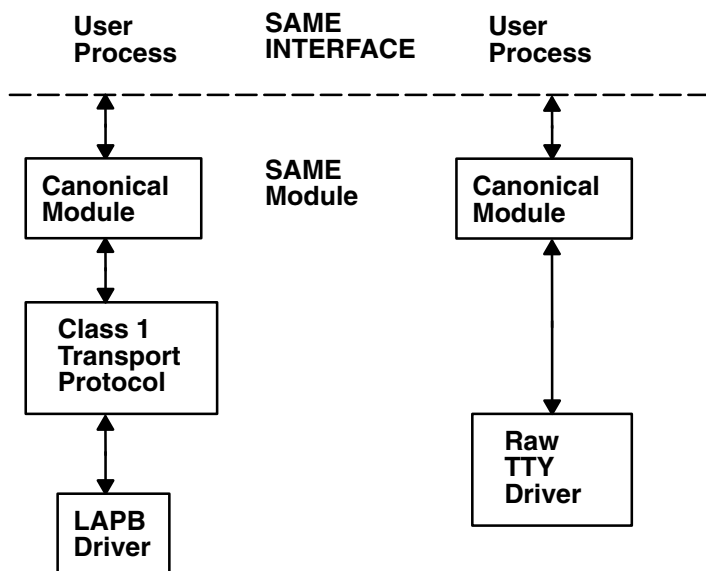 User
Process
SAME
INTERFACE
User
Process
Canonical
Module
SAME
Module
Canonical
Module
Class 1
Transport
Protocol
Raw
TTY
Driver
LAPB
Driver